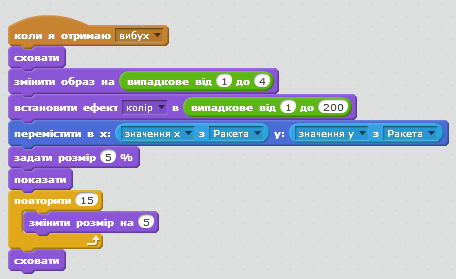 коли я отримаю вибух
сховати
змінити образ на випадкове від 1 до 4
встановити ефект колір в випадкове від 1 до 200
перемістити в x: значення x з Ракета y: значення y з Ракета
задати розмір 5 %
показати
повторити 15
змінити розмір на 5
сховати